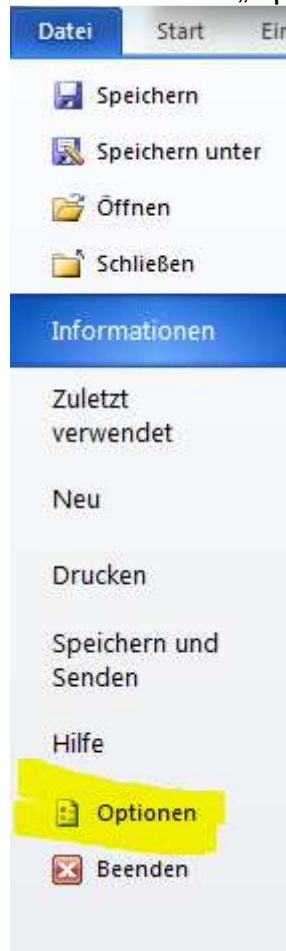 Datei Start
Speichern
Speichern unter
Öffnen
Schließen
Informationen
Zuletzt
verwendet
Neu
Drucken
Speichern und
Senden
Hilfe
Optionen
Beenden